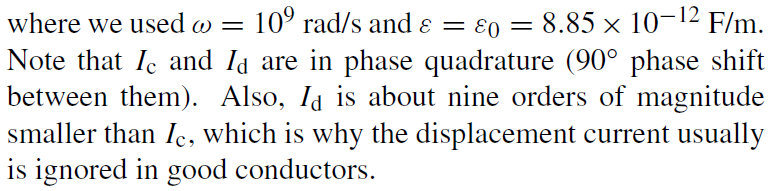 where we used ω = 10⁹ rad/s and ε = ε₀ = 8.85 × 10⁻¹² F/m.
Note that I_c and I_d are in phase quadrature (90° phase shift
between them). Also, I_d is about nine orders of magnitude
smaller than I_c, which is why the displacement current usually
is ignored in good conductors.